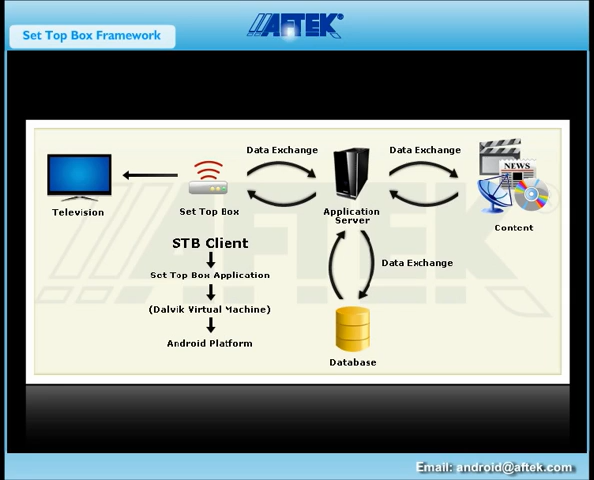 Set Top Box Framework
AFTEK®
Data Exchange
Data Exchange
NEWS
Television
Set Top Box
Application
Server
Content
STB Client
Set Top Box Application
(Dalvik Virtual Machine)
Android Platform
Data Exchange
Database
AFTEK
Email: android@aftek.com